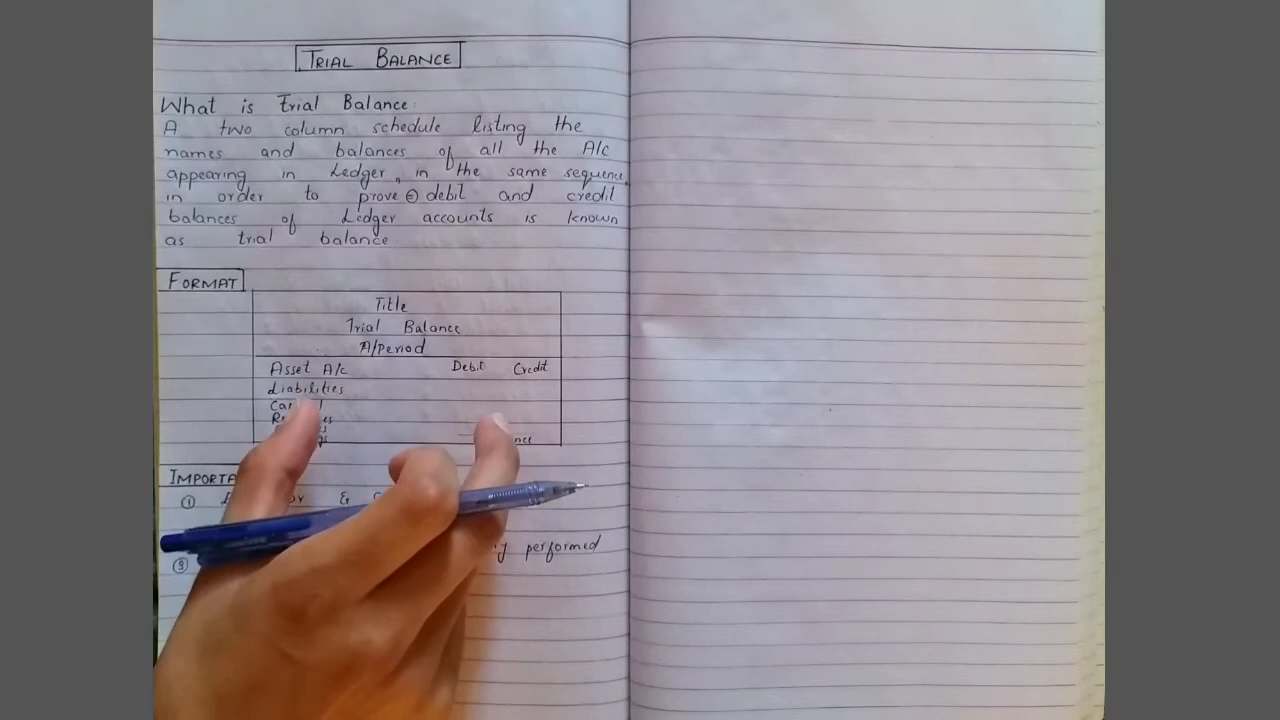 TRIAL BALANCE
What is Trial Balance:
A two column schedule listing the
names and balances of all the A/c
appearing in Ledger, in the same sequence,
in order to prove debit and credit
balances of Ledger accounts is known
as trial balance
FORMAT
Title
Trial Balance
A/Period
Asset A/c Debit Credit
Liabilities
①
&
performed
③